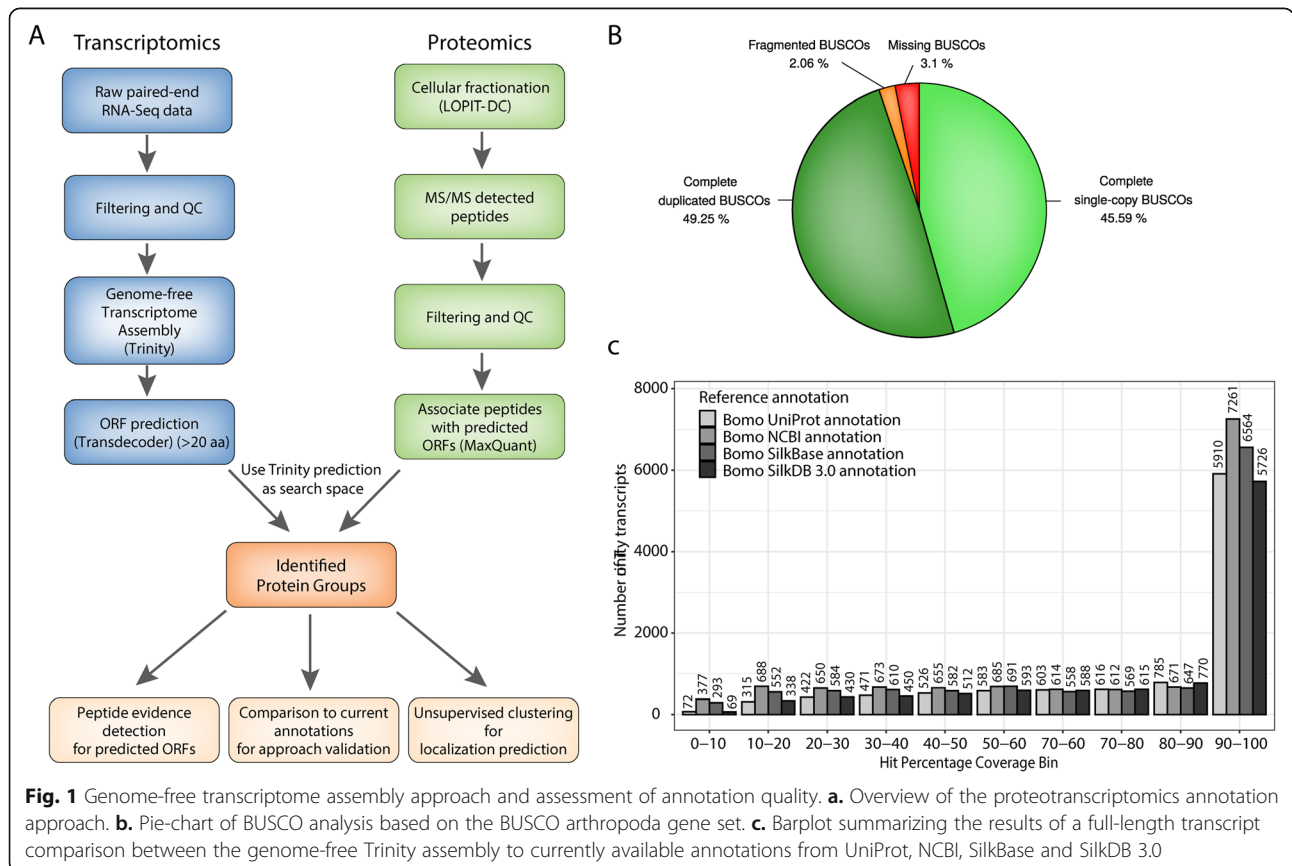 A
Transcriptomics
Proteomics
Raw paired-end
RNA-Seq data
Filtering and QC
Genome-free
Transcriptome
Assembly
(Trinity)
ORF prediction
(Transdecoder) (>20 aa)
Cellular fractionation
(LOPIT-DC)
MS/MS detected
peptides
Filtering and QC
Associate peptides
with predicted
ORFs (MaxQuant)
Use Trinity prediction
as search space
Identified
Protein Groups
Peptide evidence
detection
for predicted ORFs
Comparison to current
annotations
for approach validation
Unsupervised clustering
for
localization prediction
B
Fragmented BUSCOs
2.06 %
Missing BUSCOs
3.1 %
Complete
duplicated BUSCOs
49.25 %
Complete
single-copy BUSCOs
45.59 %
C
Reference annotation
Bomo UniProt annotation
Bomo NCBI annotation
Bomo SilkBase annotation
Bomo SilkDB 3.0 annotation
8000
6000
4000
2000
0
72 377 293 69
315 688 552 338
422 650 584 430
471 673 610 450
526 655 582 512
583 685 691 593
603 614 558 588
616 612 569 615
785 671 647 770
5910 7261 6564 5726
0–10 10–20 20–30 30–40 40–50 50–60 70–60 70–80 80–90 90–100
Hit Percentage Coverage Bin
Fig. 1 Genome-free transcriptome assembly approach and assessment of annotation quality. a. Overview of the proteotranscriptomics annotation
approach. b. Pie-chart of BUSCO analysis based on the BUSCO arthropoda gene set. c. Barplot summarizing the results of a full-length transcript
comparison between the genome-free Trinity assembly to currently available annotations from UniProt, NCBI, SilkBase and SilkDB 3.0
Number transcripts